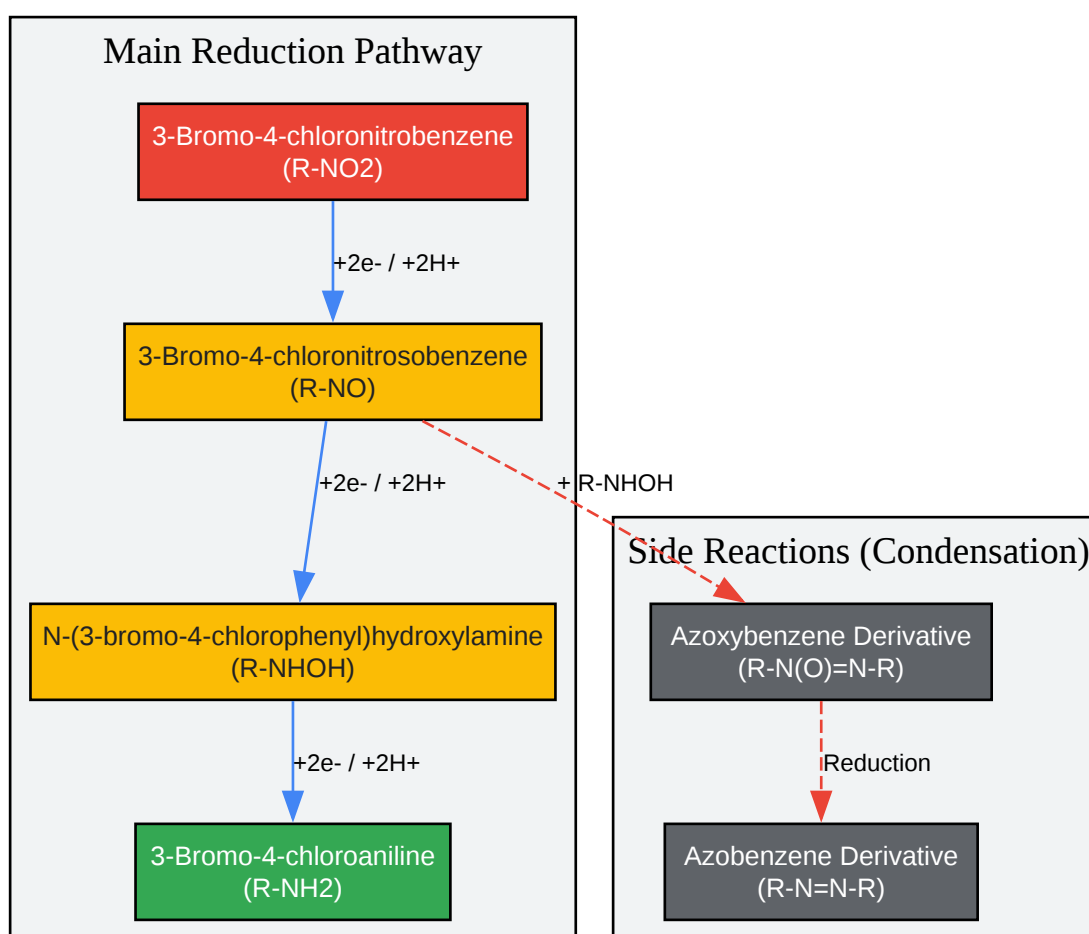 Main Reduction Pathway
3-Bromo-4-chloronitrobenzene
(R-NO2)
+2e- / +2H+
3-Bromo-4-chloronitrosobenzene
(R-NO)
+2e- / +2H+
+ R-NHOH
Side Reactions (Condensation)
N-(3-bromo-4-chlorophenyl)hydroxylamine
(R-NHOH)
Azoxybenzene Derivative
(R-N(O)=N-R)
+2e- / +2H+
Reduction
3-Bromo-4-chloroaniline
(R-NH2)
Azobenzene Derivative
(R-N=N-R)